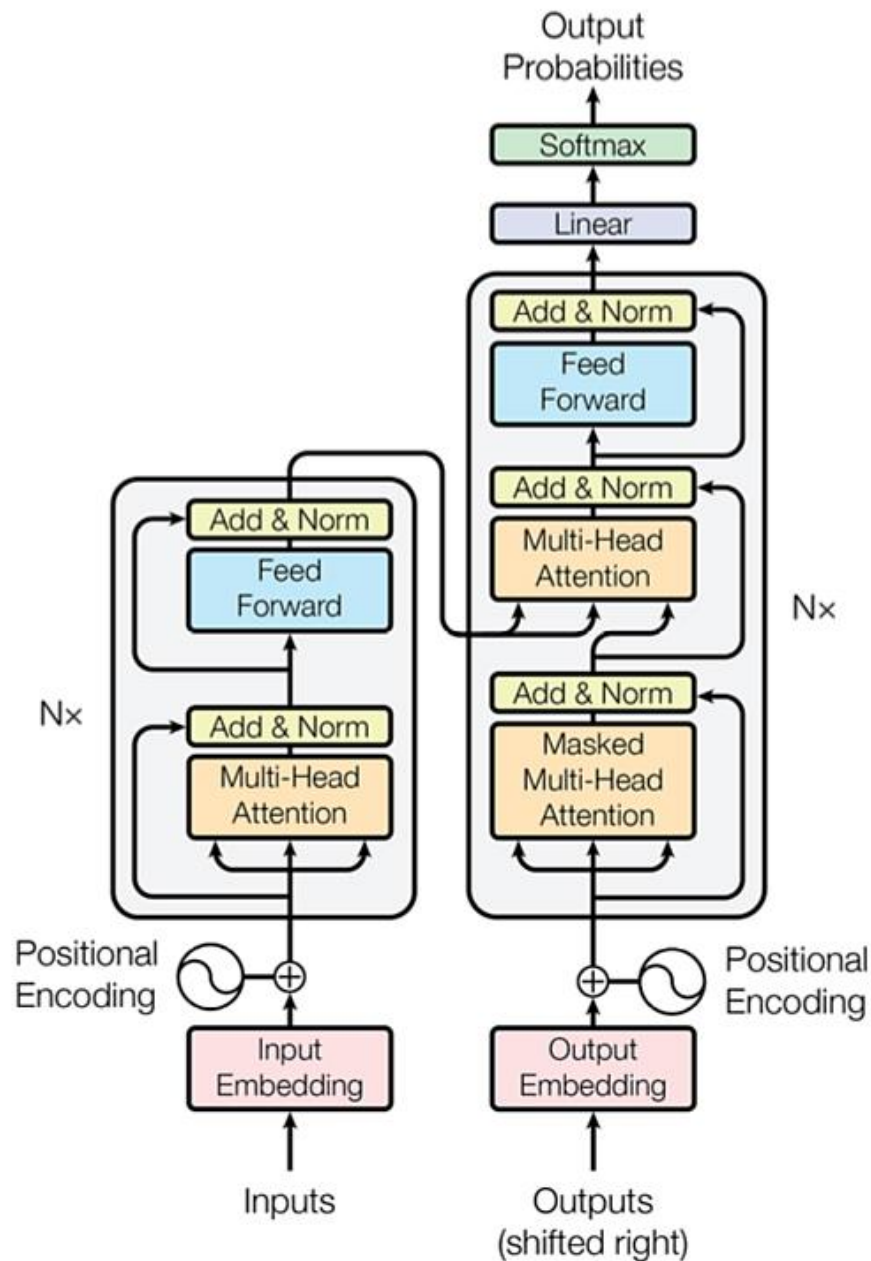 Output
Probabilities
Softmax
Linear
Add & Norm
Feed
Forward
Add & Norm
Multi-Head
Attention
Add & Norm
Masked
Multi-Head
Attention
Nx
Add & Norm
Feed
Forward
Add & Norm
Multi-Head
Attention
Nx
Positional
Encoding
Positional
Encoding
Input
Embedding
Output
Embedding
Inputs
Outputs
(shifted right)